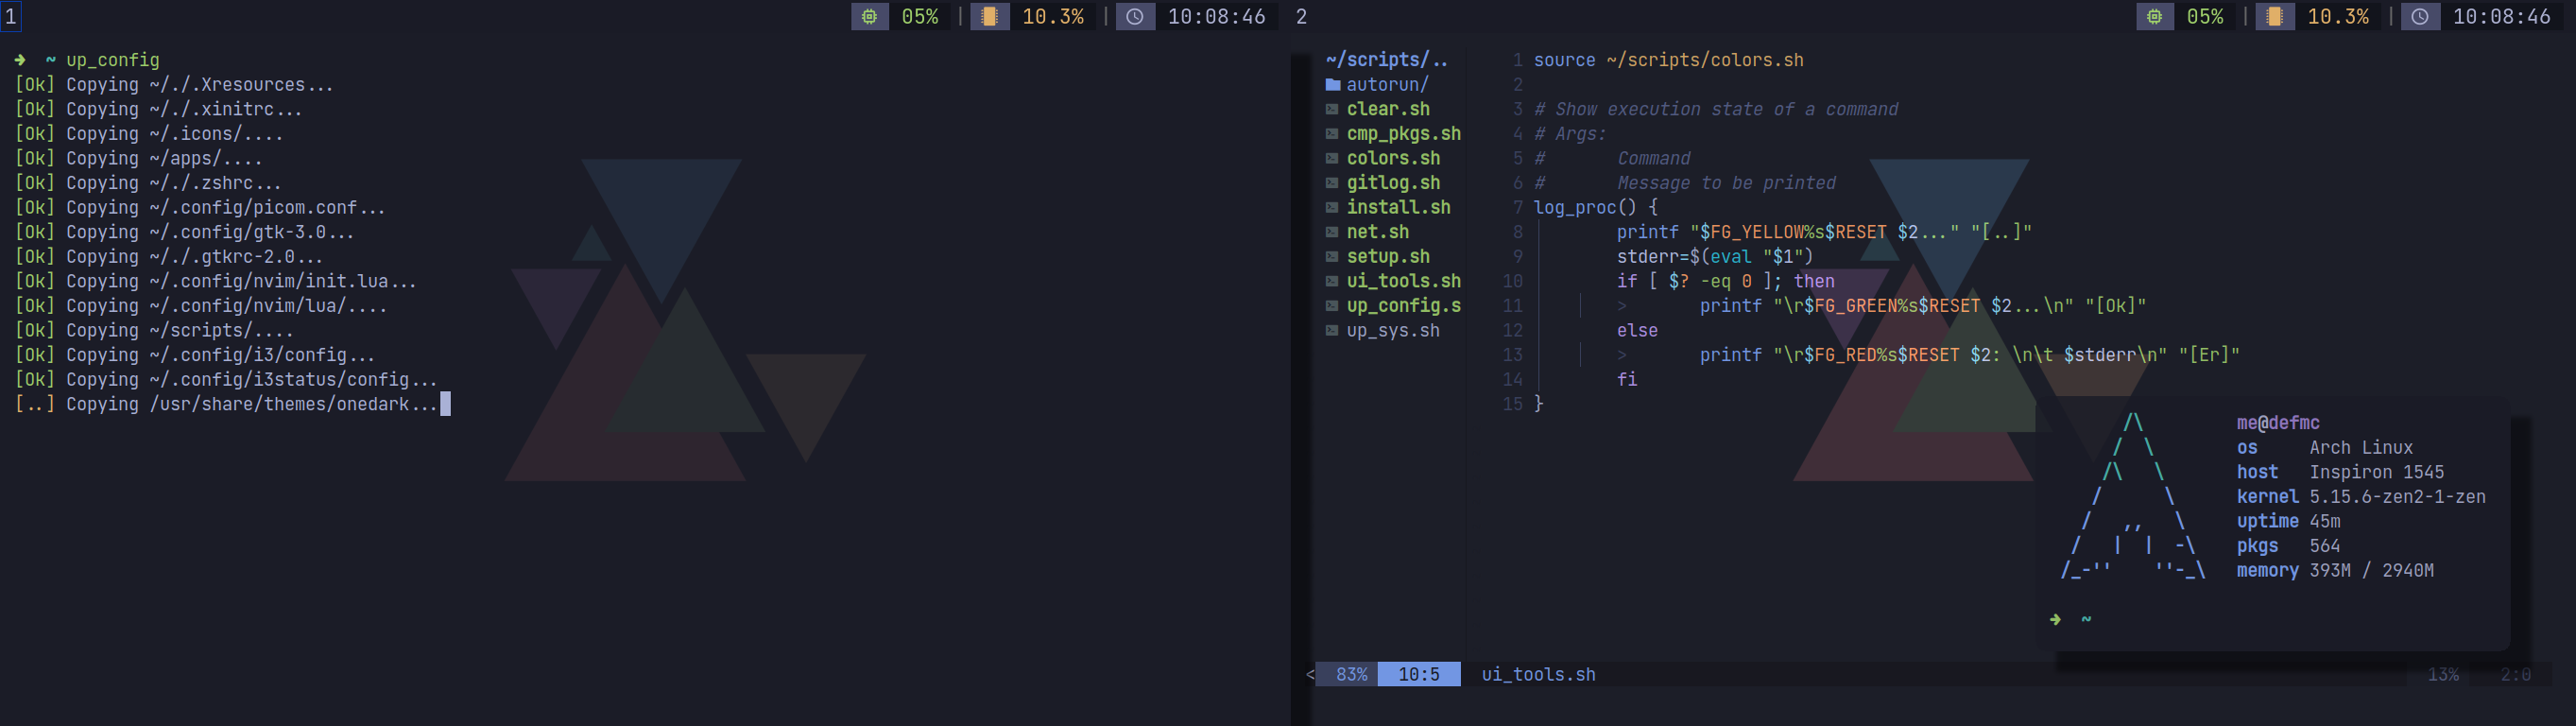 1 05% | 10.3% | 10:08:46
➜ ~ up_config
[Ok] Copying ~/./.Xresources...
[Ok] Copying ~/./.xinitrc...
[Ok] Copying ~/.icons/....
[Ok] Copying ~/apps/....
[Ok] Copying ~/./.zshrc...
[Ok] Copying ~/.config/picom.conf...
[Ok] Copying ~/.config/gtk-3.0...
[Ok] Copying ~/./.gtkrc-2.0...
[Ok] Copying ~/.config/nvim/init.lua...
[Ok] Copying ~/.config/nvim/lua/....
[Ok] Copying ~/scripts/....
[Ok] Copying ~/.config/i3/config...
[Ok] Copying ~/.config/i3status/config...
[..] Copying /usr/share/themes/onedark...
2 05% | 10.3% | 10:08:46
~/scripts/..
autorun/
clear.sh
cmp_pkgs.sh
colors.sh
gitlog.sh
install.sh
net.sh
setup.sh
ui_tools.sh
up_config.s
up_sys.sh
1 source ~/scripts/colors.sh
2
3 # Show execution state of a command
4 # Args:
5 #       Command
6 #       Message to be printed
7 log_proc() {
8         printf "$FG_YELLOW%s$RESET $2..." "[..]"
9         stderr=$(eval "$1")
10         if [ $? -eq 0 ]; then
11     │   >       printf "\r$FG_GREEN%s$RESET $2...\n" "[Ok]"
12         else
13     │   >       printf "\r$FG_RED%s$RESET $2: \n\t $stderr\n" "[Er]"
14         fi
15 }
/\
/  \
/\   \
/      \
/   ,,   \
/   |  |  -\
/_-''    ''-_\
me@defmc
os Arch Linux
host Inspiron 1545
kernel 5.15.6-zen2-1-zen
uptime 45m
pkgs 564
memory 393M / 2940M
➜ ~
< 83% 10:5 ui_tools.sh 13% 2:0